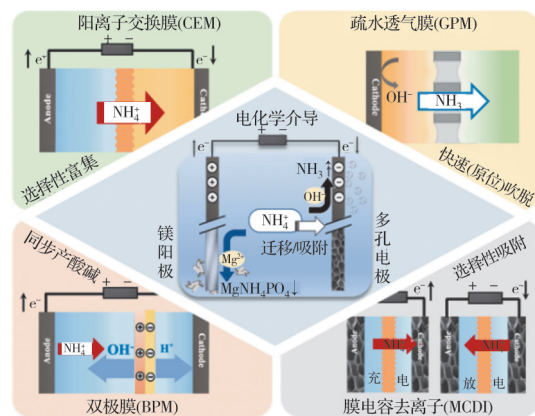 阳离子交换膜(CEM)
+ −
e⁻
e⁻
Anode
NH₄⁺
Cathode
选择性富集
疏水透气膜(GPM)
Cathode
OH⁻
NH₃
快速(原位)吹脱
电化学介导
+ −
e⁻
e⁻
NH₃
OH⁻
NH₄⁺
迁移/吸附
Mg²⁺
MgNH₄PO₄↓
镁阳极
多孔电极
同步产酸碱
+ −
e⁻
e⁻
Anode
NH₄⁺
OH⁻
H⁺
Cathode
双极膜(BPM)
选择性吸附
+ −
+ −
e⁻
e⁻
Anode
Cathode
Anode
Cathode
充 电
放 电
膜电容去离子(MCDI)